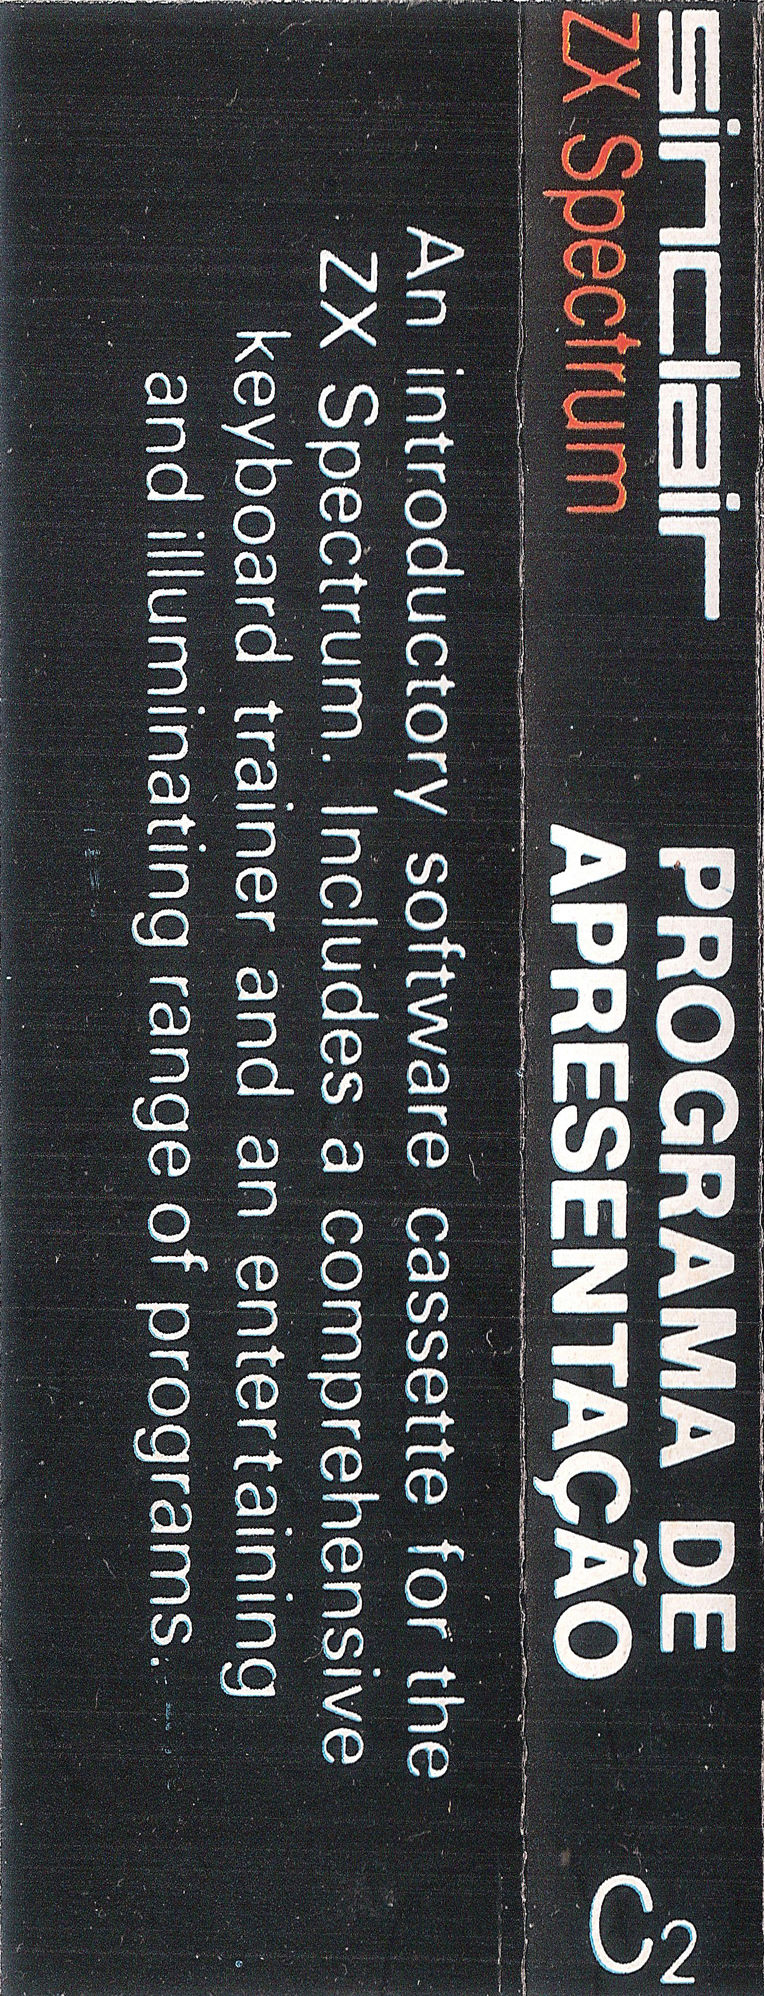 sinclair
ZX Spectrum
PROGRAMA DE
APRESENTAÇÃO
C2
An introductory software cassette for the
ZX Spectrum. Includes a comprehensive
keyboard trainer and an entertaining
and illuminating range of programs.